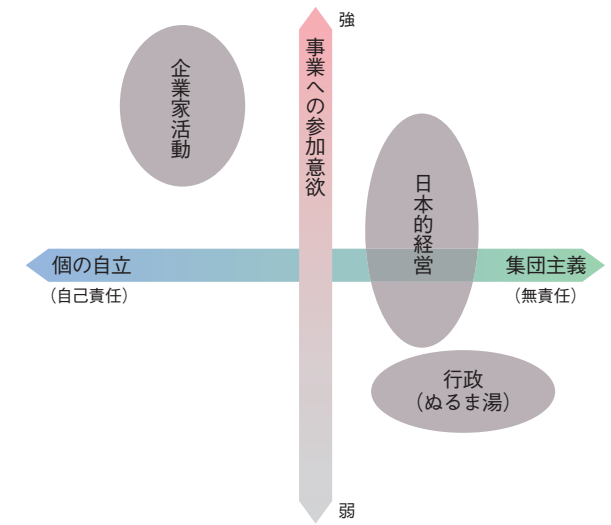 強
事業への参加意欲
企業家活動
日本的経営
個の自立
（自己責任）
集団主義
（無責任）
行政
（ぬるま湯）
弱